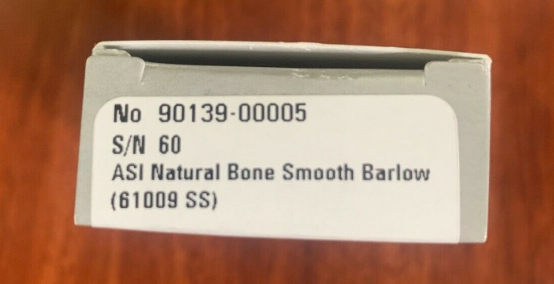 No 90139-00005
S/N 60
ASI Natural Bone Smooth Barlow
(61009 SS)